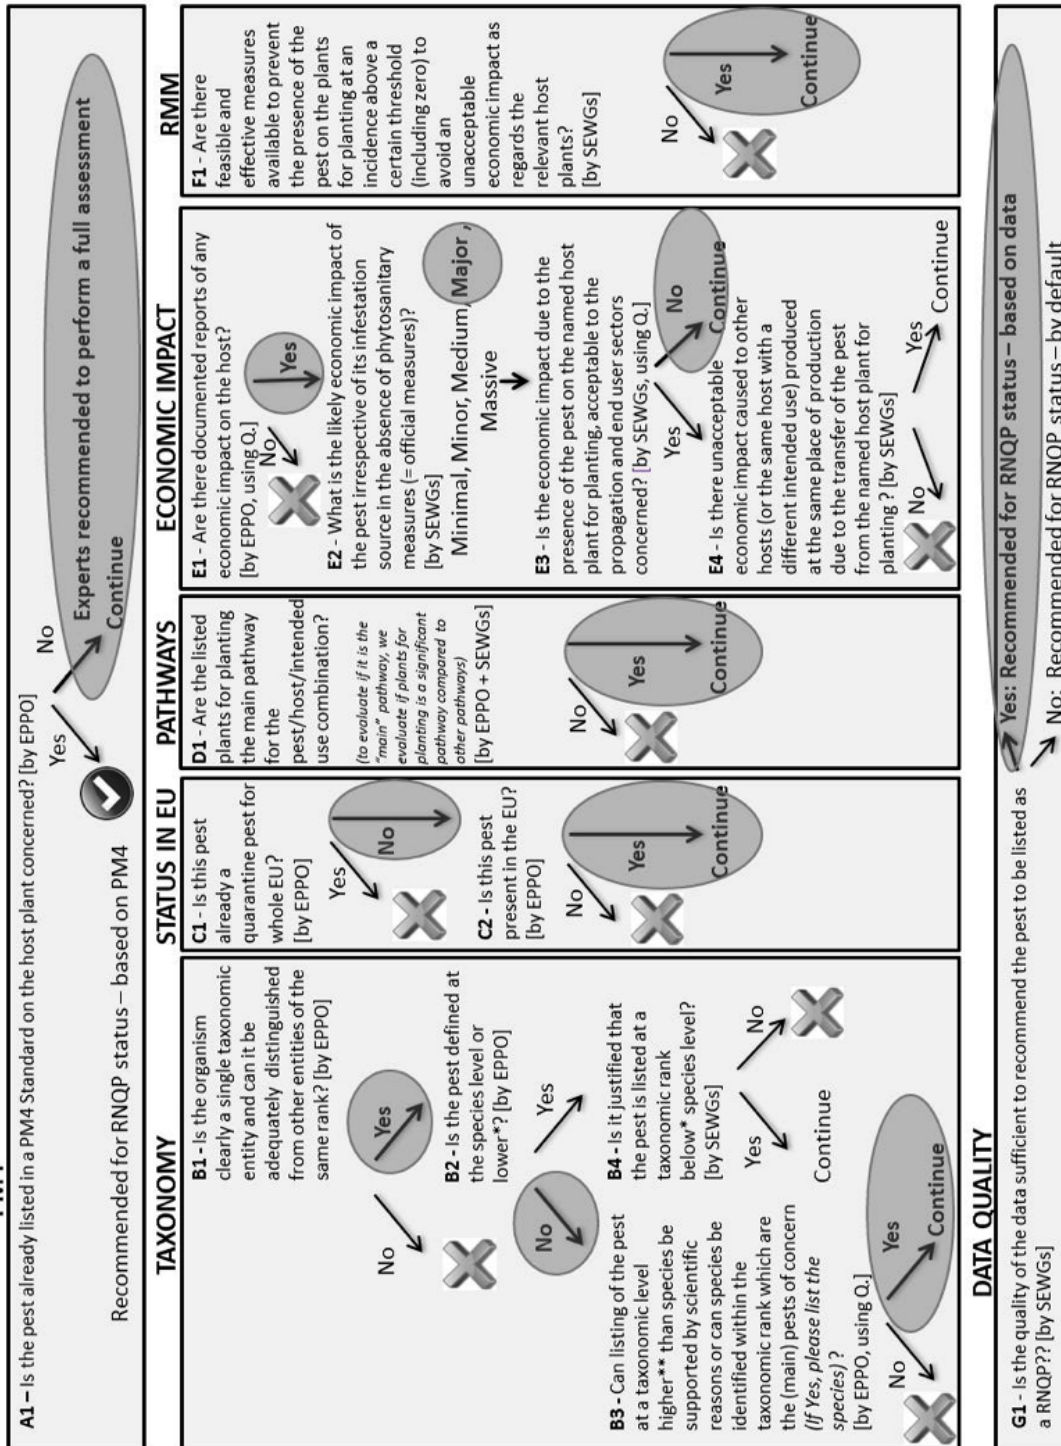 A1 – Is the pest already listed in a PM4 Standard on the host plant concerned? [by EPPO]
Yes
No
Recommended for RNQP status – based on PM4
Experts recommended to perform a full assessment
Continue
TAXONOMY
B1 - Is the organism
clearly a single taxonomic
entity and can it be
adequately distinguished
from other entities of the
same rank? [by EPPO]
No
Yes
B2 - Is the pest defined at
the species level or
lower*? [by EPPO]
No
Yes
B3 - Can listing of the pest
at a taxonomic level
higher** than species be
supported by scientific
reasons or can species be
identified within the
taxonomic rank which are
the (main) pests of concern
(If Yes, please list the
species) ?
[by EPPO, using Q.]
No
Yes
Continue
B4 - Is it justified that
the pest is listed at a
taxonomic rank
below* species level?
[by SEWGs]
Yes
No
Continue
STATUS IN EU
C1 - Is this pest
already a
quarantine pest for
whole EU?
[by EPPO]
Yes
No
C2 - Is this pest
present in the EU?
[by EPPO]
No
Yes
Continue
PATHWAYS
D1 - Are the listed
plants for planting
the main pathway
for the
pest/host/intended
use combination?
(to evaluate if it is the
"main" pathway, we
evaluate if plants for
planting is a significant
pathway compared to
other pathways)
[by EPPO + SEWGs]
No
Yes
Continue
ECONOMIC IMPACT
E1 - Are there documented reports of any
economic impact on the host?
[by EPPO, using Q.]
No
Yes
E2 - What is the likely economic impact of
the pest irrespective of its infestation
source in the absence of phytosanitary
measures (= official measures)?
[by SEWGs]
Minimal, Minor, Medium, Major ,
Massive
E3 - Is the economic impact due to the
presence of the pest on the named host
plant for planting, acceptable to the
propagation and end user sectors
concerned? [by SEWGs, using Q.]
Yes
No
Continue
E4 - Is there unacceptable
economic impact caused to other
hosts (or the same host with a
different intended use) produced
at the same place of production
due to the transfer of the pest
from the named host plant for
planting ? [by SEWGs]
No
Yes
Continue
RMM
F1 - Are there
feasible and
effective measures
available to prevent
the presence of the
pest on the plants
for planting at an
incidence above a
certain threshold
(including zero) to
avoid an
unacceptable
economic impact as
regards the
relevant host
plants?
[by SEWGs]
No
Yes
Continue
DATA QUALITY
G1 - Is the quality of the data sufficient to recommend the pest to be listed as
a RNQP?? [by SEWGs]
Yes: Recommended for RNQP status – based on data
No: Recommended for RNQP status – by default